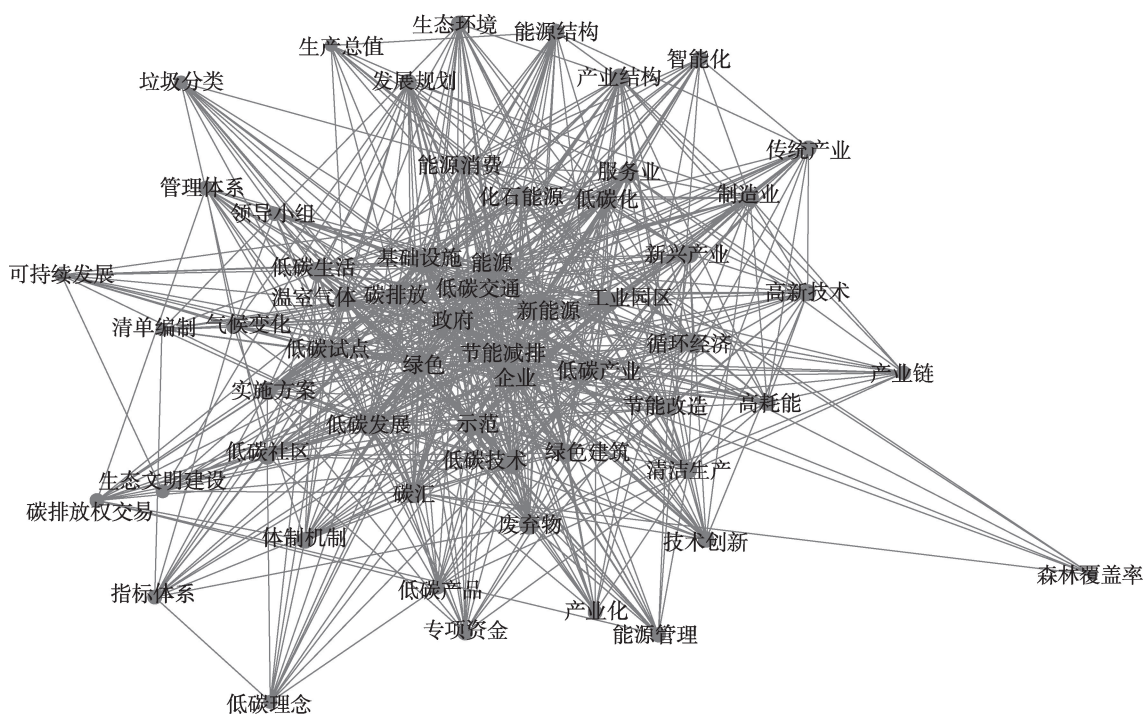 生态环境
能源结构
生产总值
智能化
垃圾分类
发展规划
产业结构
传统产业
能源消费
服务业
管理体系
化石能源
低碳化
制造业
领导小组
基础设施
能源
新兴产业
可持续发展
低碳生活
温室气体
碳排放
低碳交通
工业园区
高新技术
新能源
清单编制
气候变化
政府
低碳试点
节能减排
循环经济
绿色
企业
低碳产业
产业链
实施方案
节能改造
高耗能
低碳发展
示范
低碳社区
低碳技术
绿色建筑
清洁生产
生态文明建设
碳汇
碳排放权交易
体制机制
废弃物
技术创新
森林覆盖率
指标体系
低碳产品
产业化
专项资金
能源管理
低碳理念